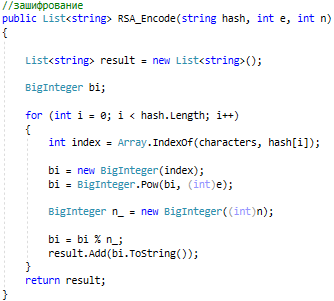 //зашифрование
public List<string> RSA_Encode(string hash, int e, int n)
{
List<string> result = new List<string>();
BigInteger bi;
for (int i = 0; i < hash.Length; i++)
{
int index = Array.IndexOf(characters, hash[i]);
bi = new BigInteger(index);
bi = BigInteger.Pow(bi, (int)e);
BigInteger n_ = new BigInteger((int)n);
bi = bi % n_;
result.Add(bi.ToString());
}
return result;
}